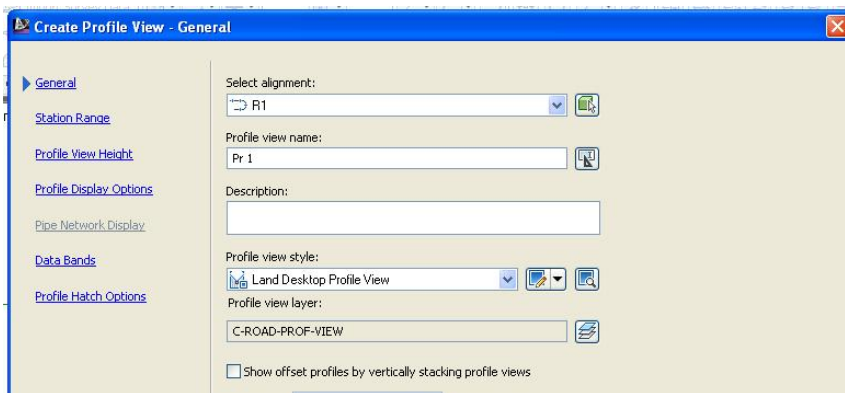 Create Profile View - General
General
Station Range
Profile View Height
Profile Display Options
Pipe Network Display
Data Bands
Profile Hatch Options
Select alignment:
R1
Profile view name:
Pr 1
Description:
Profile view style:
Land Desktop Profile View
Profile view layer:
C-ROAD-PROF-VIEW
Show offset profiles by vertically stacking profile views